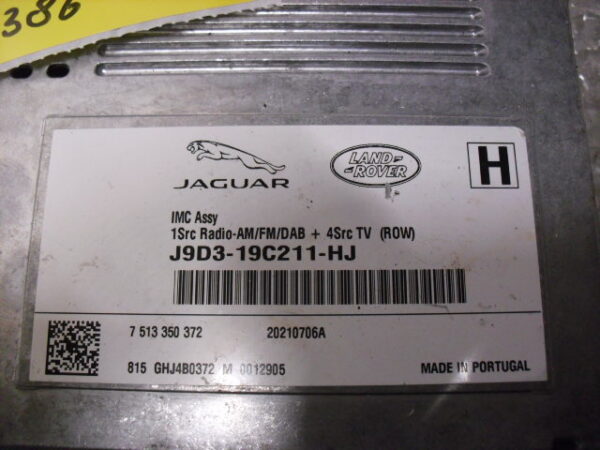 386
JAGUAR
LAND
ROVER
H
IMC Assy
1Src Radio-AM/FM/DAB + 4Src TV (ROW)
J9D3-19C211-HJ
7 513 350 372 20210706A
815 GHJ4B0372 M 0012905
MADE IN PORTUGAL